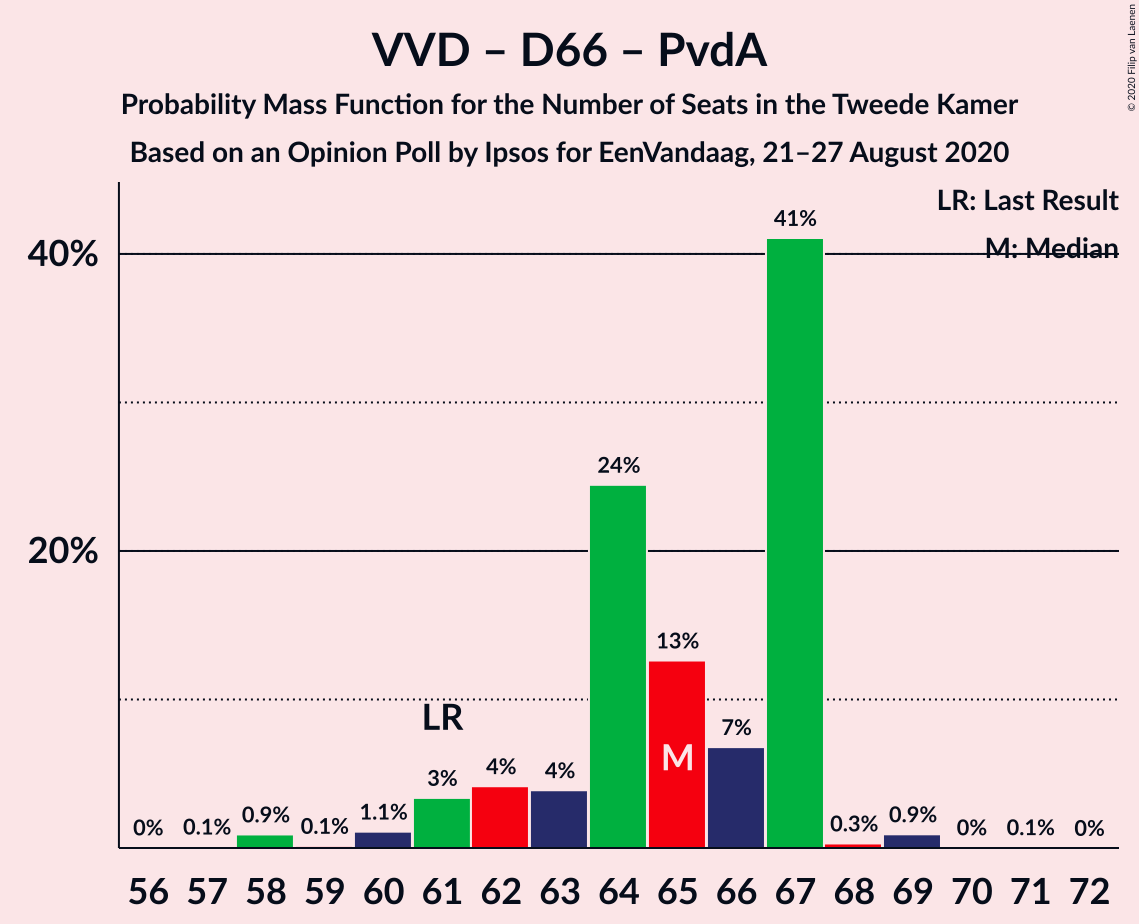 VVD – D66 – PvdA
Probability Mass Function for the Number of Seats in the Tweede Kamer
Based on an Opinion Poll by Ipsos for EenVandaag, 21–27 August 2020
© 2020 Filip van Laenen
LR: Last Result
M: Median
40%
20%
0%
0.1%
0.9%
0.1%
1.1%
3%
4%
4%
24%
13%
7%
41%
0.3%
0.9%
0%
0.1%
0%
LR
M
56 57 58 59 60 61 62 63 64 65 66 67 68 69 70 71 72